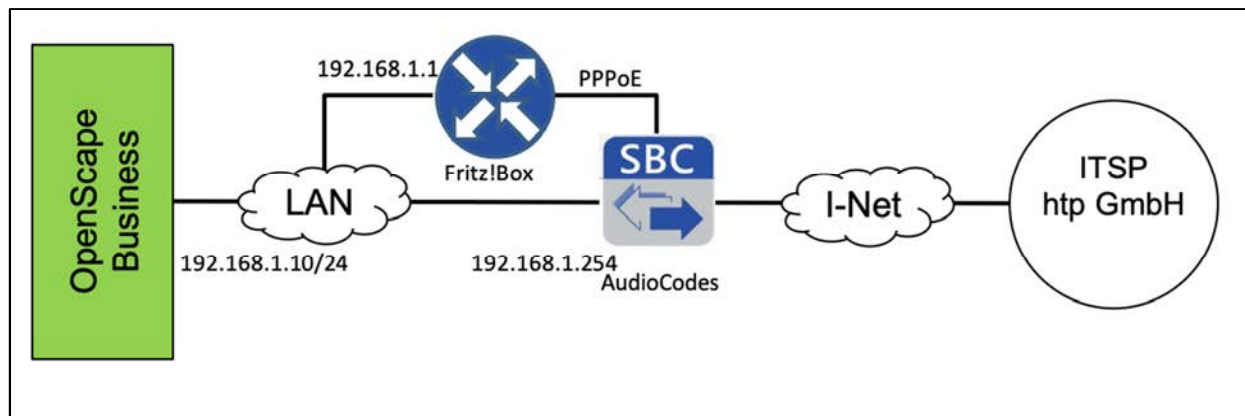 OpenScape
Business
192.168.1.1
PPPoE
Fritz!Box
SBC
LAN
I-Net
ITSP
htp GmbH
192.168.1.10/24
192.168.1.254
AudioCodes